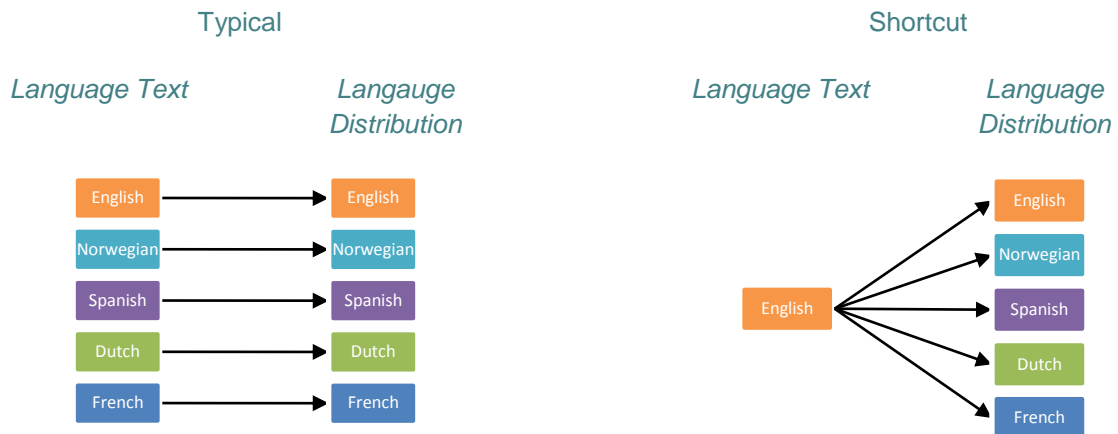 Typical
Shortcut
Language Text
Langauge
Distribution
Language Text
Language
Distribution
English
English
Norwegian
Norwegian
Spanish
Spanish
Dutch
Dutch
French
French
English
English
Norwegian
Spanish
Dutch
French